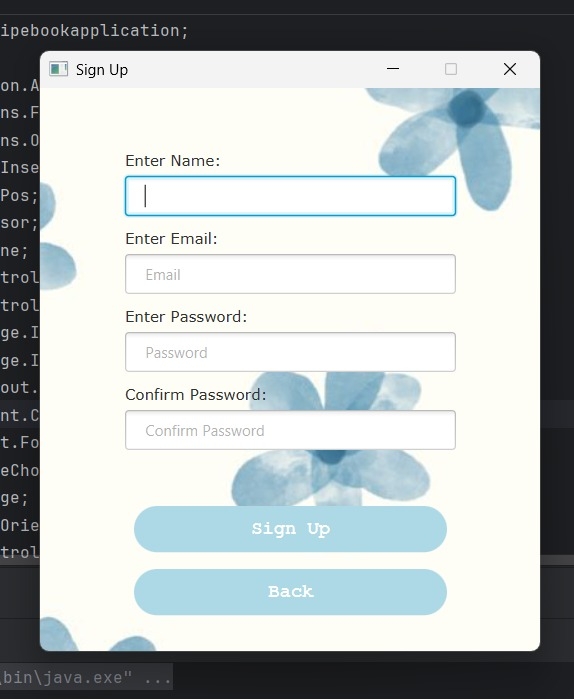 ipebookapplication;
Sign Up
on.A
ns.F
ns.O
Inse
Pos;
sor;
ne;
trol
trol
ge.I
ge.I
out.
nt.C
t.Fo
eCho
ge;
Orie
trol
Enter Name:
Enter Email:
Email
Enter Password:
Password
Confirm Password:
Confirm Password
Sign Up
Back
\bin\java.exe" ...